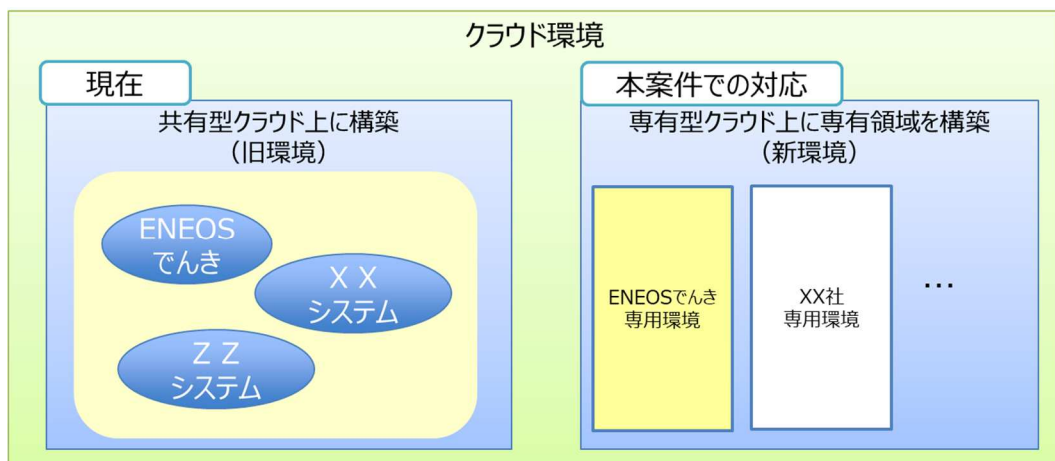 クラウド環境
現在
共有型クラウド上に構築
（旧環境）
ENEOS
でんき
ＸＸ
システム
ＺＺ
システム
本案件での対応
専有型クラウド上に専有領域を構築
（新環境）
ENEOSでんき
専用環境
XX社
専用環境
…